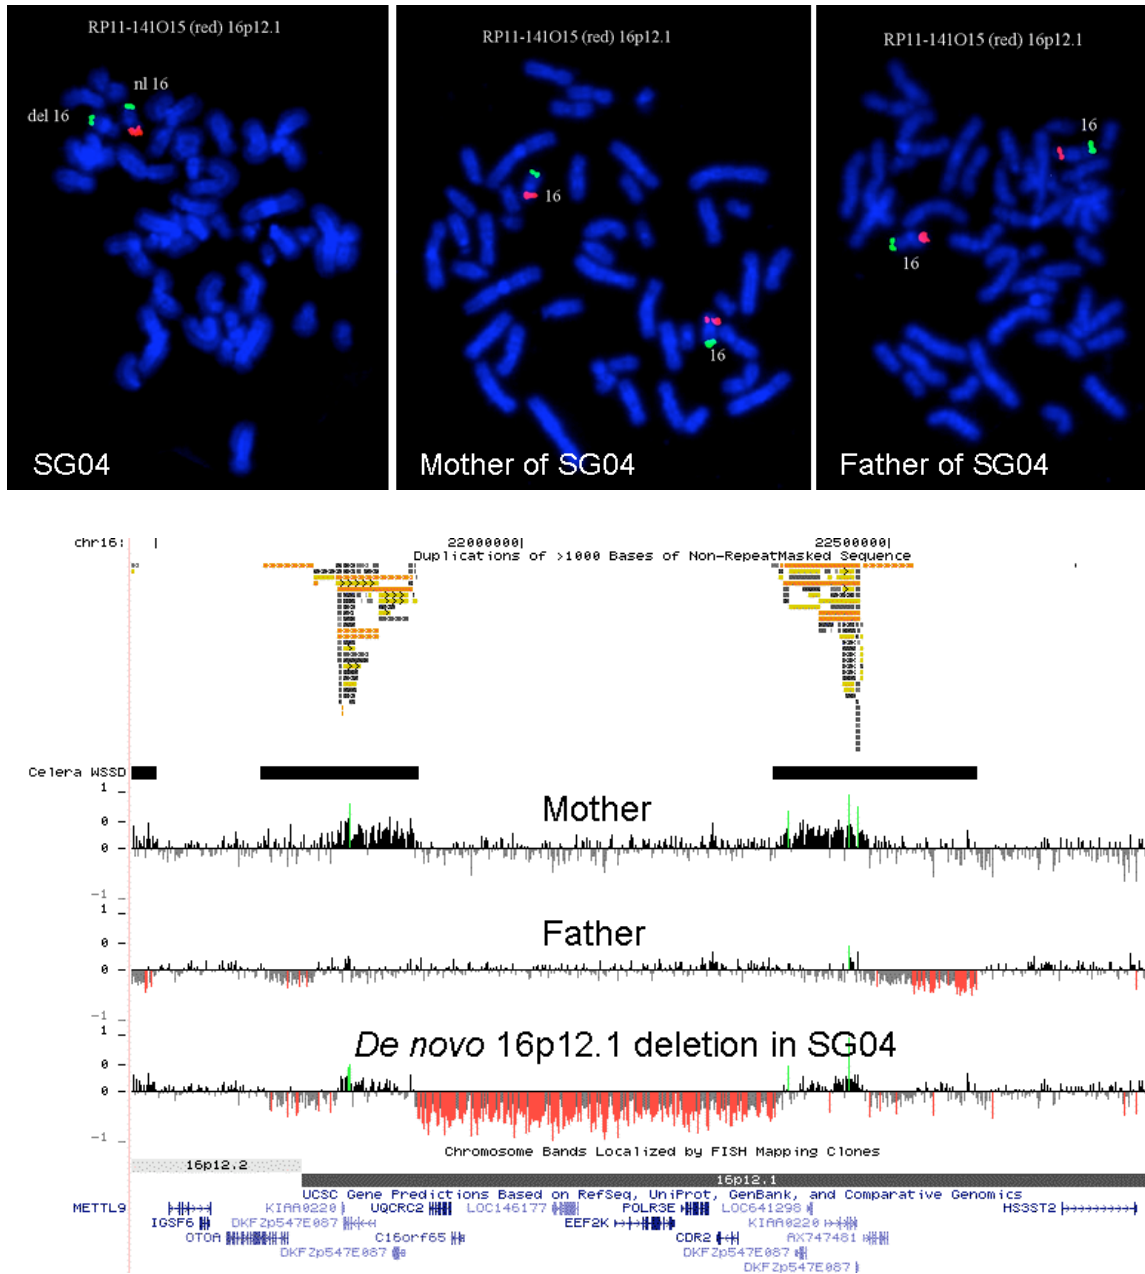 RP11-141O15 (red) 16p12.1
nl 16
del 16
SG04
RP11-141O15 (red) 16p12.1
16
16
Mother of SG04
RP11-141O15 (red) 16p12.1
16
16
Father of SG04
chr16: | 22000000| 22500000|
Duplications of >1000 Bases of Non-RepeatMasked Sequence
Celera WSSD
1
0
0
-1
Mother
1
0
0
-1
Father
1
0
0
-1
De novo 16p12.1 deletion in SG04
Chromosome Bands Localized by FISH Mapping Clones
16p12.2
16p12.1
UCSC Gene Predictions Based on RefSeq, UniProt, GenBank, and Comparative Genomics
METTL9 KIAA0220 UQCRC2 LOC146177 POLR3E LOC641298 HS3ST2
IGSF6 DKFZp547E087 EEF2K KIAA0220
OTOA C16orf65 CDR2 AX747481
DKFZp547E087 DKFZp547E087
DKFZp547E087